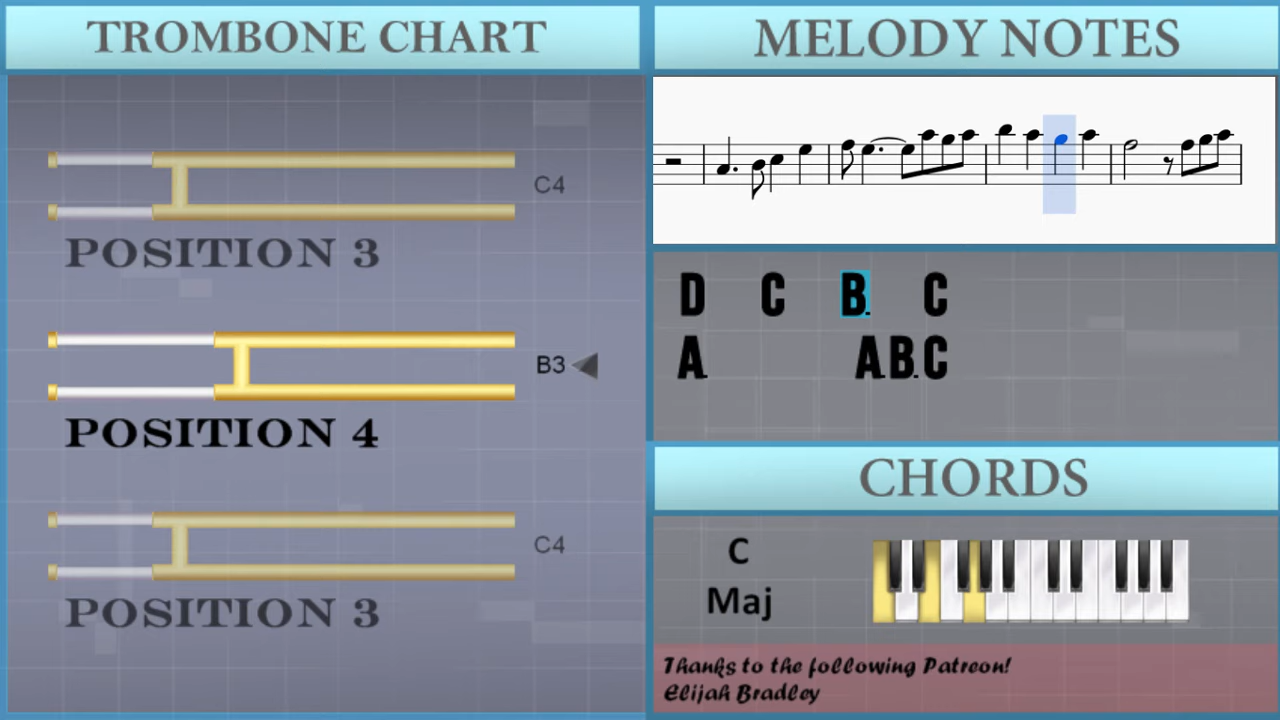 TROMBONE CHART
C4
POSITION 3
B3
POSITION 4
C4
POSITION 3
MELODY NOTES
D C B. C
A. A.B.C
CHORDS
C
Maj
Thanks to the following Patreon!
Elijah Bradley